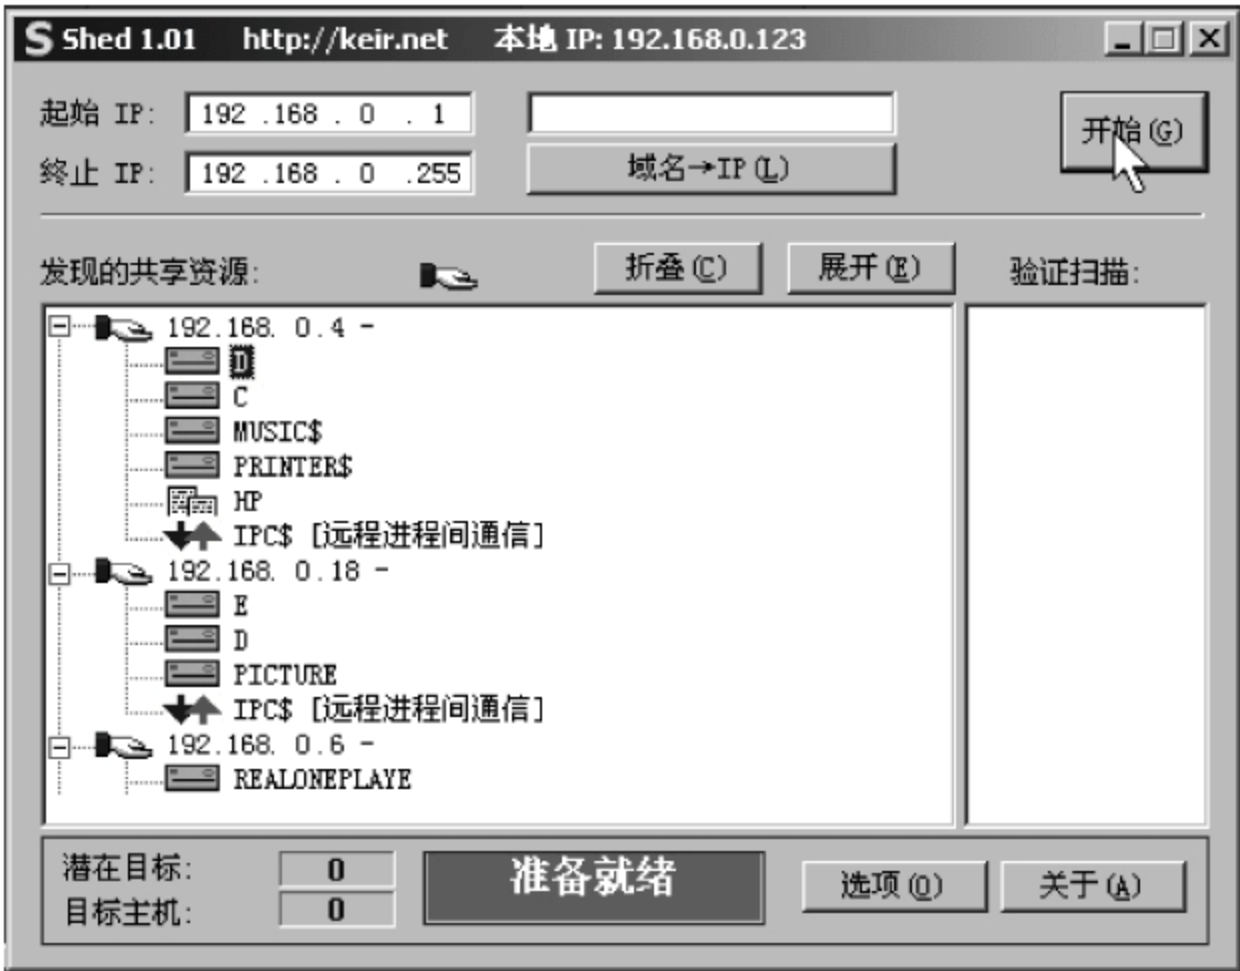 S Shed 1.01 http://keir.net 本地 IP: 192.168.0.123
起始 IP: 192 .168 . 0 . 1
开始(G)
终止 IP: 192 .168 . 0 .255
域名→IP(L)
发现的共享资源:
折叠(C)
展开(E)
验证扫描:
192.168. 0.4 -
D
C
MUSIC$
PRINTER$
HP
IPC$ [远程进程间通信]
192.168. 0.18 -
E
D
PICTURE
IPC$ [远程进程间通信]
192.168. 0.6 -
REALONEPLAYE
潜在目标: 0
目标主机: 0
准备就绪
选项(O)
关于(A)